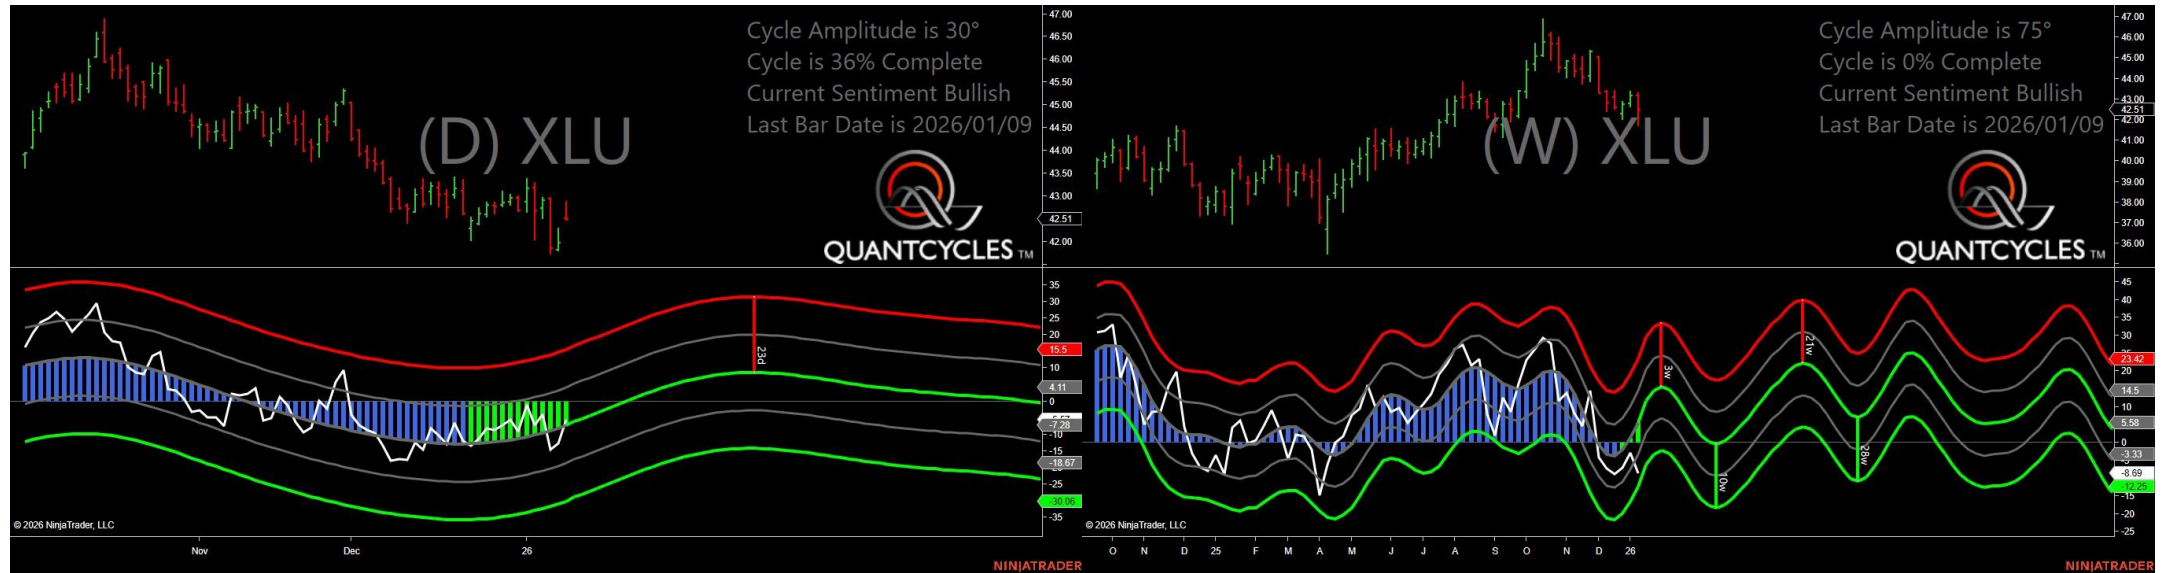 47.00
46.50
46.00
45.50
45.00
44.50
44.00
43.50
43.00
42.51
42.00
Cycle Amplitude is 30°
Cycle is 36% Complete
Current Sentiment Bullish
Last Bar Date is 2026/01/09
(D) XLU
QUANTCYCLES TM
35
30
25
20
15.5
10
4.11
0
-7.28
-10
-15
-18.67
-25
-30.06
-35
23d
© 2026 NinjaTrader, LLC
Nov Dec 26
NINJATRADER
47.00
46.00
45.00
44.00
43.00
42.51
41.00
40.00
39.00
38.00
37.00
36.00
Cycle Amplitude is 75°
Cycle is 0% Complete
Current Sentiment Bullish
Last Bar Date is 2026/01/09
(W) XLU
QUANTCYCLES TM
45
40
35
30
23.42
20
14.5
10
5.58
0
-3.33
-8.69
-12.25
-15
-20
-25
3w
10w
21w
28w
© 2026 NinjaTrader, LLC
O N D 25 F M A M J J A S O N D 26
NINJATRADER